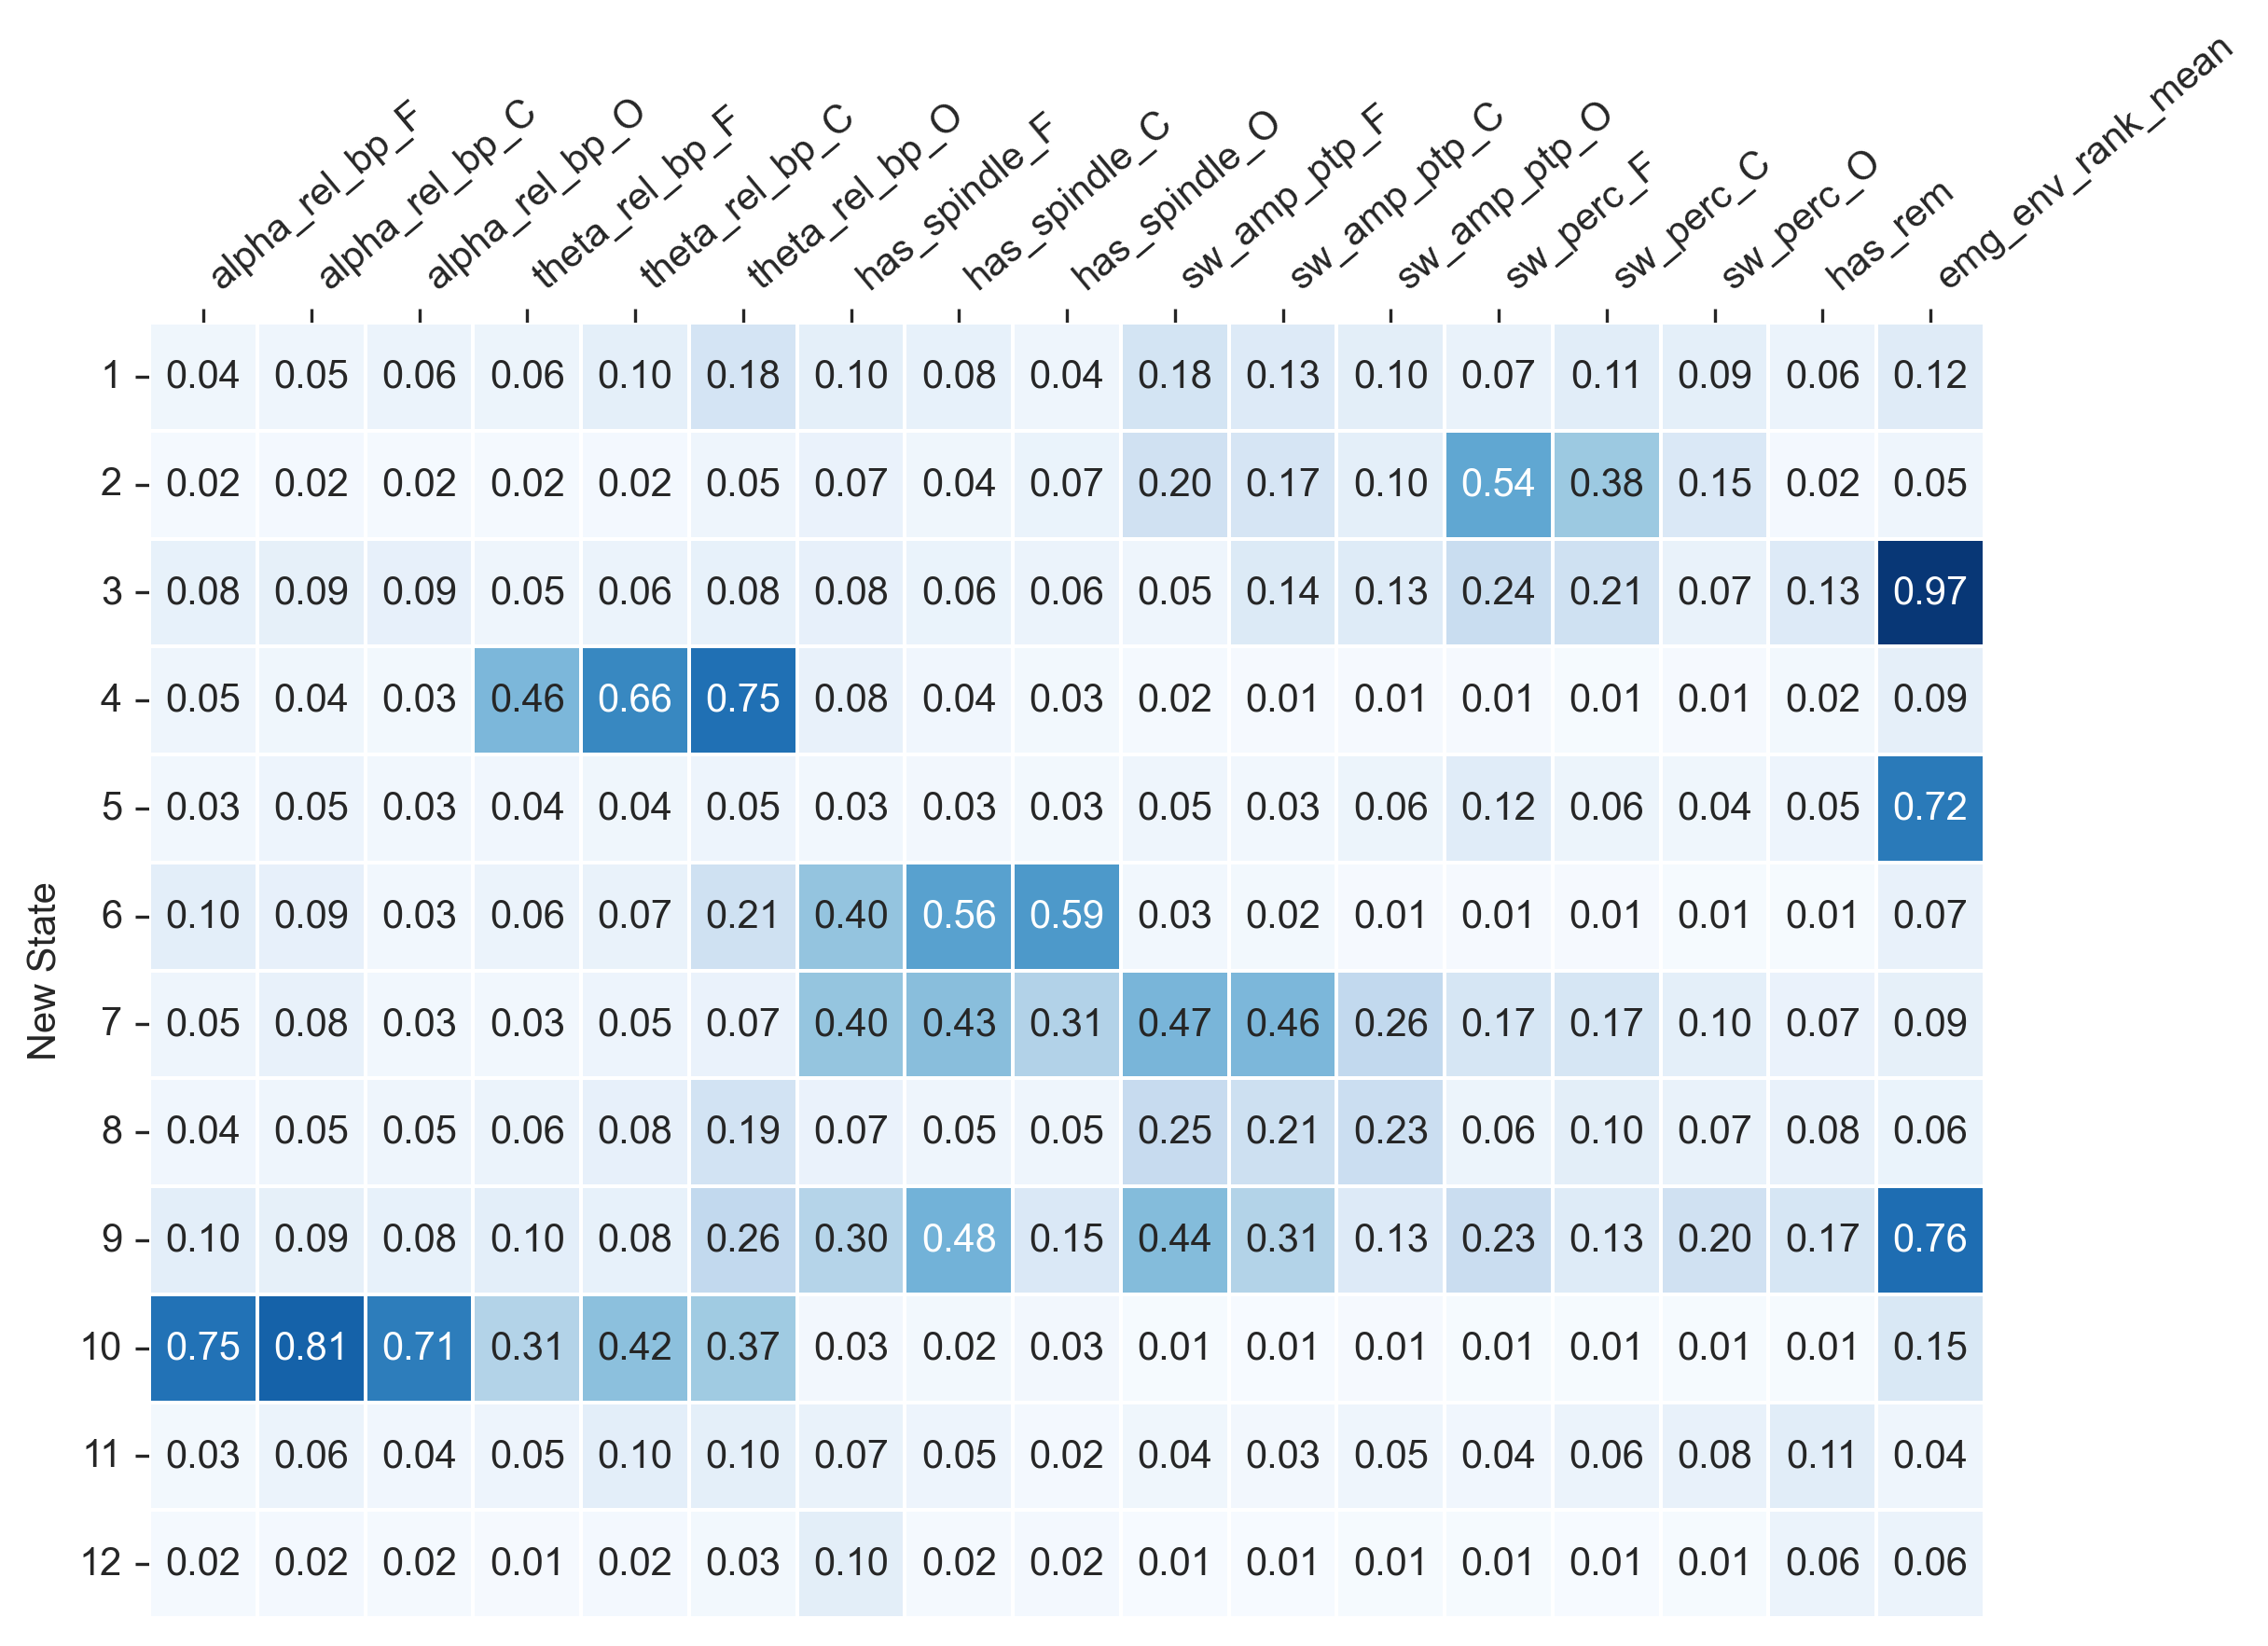 alpha_rel_bp_F alpha_rel_bp_C alpha_rel_bp_O theta_rel_bp_F theta_rel_bp_C theta_rel_bp_O has_spindle_F has_spindle_C has_spindle_O sw_amp_ptp_F sw_amp_ptp_C sw_amp_ptp_O sw_perc_F sw_perc_C sw_perc_O has_rem emg_env_rank_mean
1 0.04 0.05 0.06 0.06 0.10 0.18 0.10 0.08 0.04 0.18 0.13 0.10 0.07 0.11 0.09 0.06 0.12
2 0.02 0.02 0.02 0.02 0.02 0.05 0.07 0.04 0.07 0.20 0.17 0.10 0.54 0.38 0.15 0.02 0.05
3 0.08 0.09 0.09 0.05 0.06 0.08 0.08 0.06 0.06 0.05 0.14 0.13 0.24 0.21 0.07 0.13 0.97
4 0.05 0.04 0.03 0.46 0.66 0.75 0.08 0.04 0.03 0.02 0.01 0.01 0.01 0.01 0.01 0.02 0.09
5 0.03 0.05 0.03 0.04 0.04 0.05 0.03 0.03 0.03 0.05 0.03 0.06 0.12 0.06 0.04 0.05 0.72
6 0.10 0.09 0.03 0.06 0.07 0.21 0.40 0.56 0.59 0.03 0.02 0.01 0.01 0.01 0.01 0.01 0.07
7 0.05 0.08 0.03 0.03 0.05 0.07 0.40 0.43 0.31 0.47 0.46 0.26 0.17 0.17 0.10 0.07 0.09
8 0.04 0.05 0.05 0.06 0.08 0.19 0.07 0.05 0.05 0.25 0.21 0.23 0.06 0.10 0.07 0.08 0.06
9 0.10 0.09 0.08 0.10 0.08 0.26 0.30 0.48 0.15 0.44 0.31 0.13 0.23 0.13 0.20 0.17 0.76
10 0.75 0.81 0.71 0.31 0.42 0.37 0.03 0.02 0.03 0.01 0.01 0.01 0.01 0.01 0.01 0.01 0.15
11 0.03 0.06 0.04 0.05 0.10 0.10 0.07 0.05 0.02 0.04 0.03 0.05 0.04 0.06 0.08 0.11 0.04
12 0.02 0.02 0.02 0.01 0.02 0.03 0.10 0.02 0.02 0.01 0.01 0.01 0.01 0.01 0.01 0.06 0.06
New State